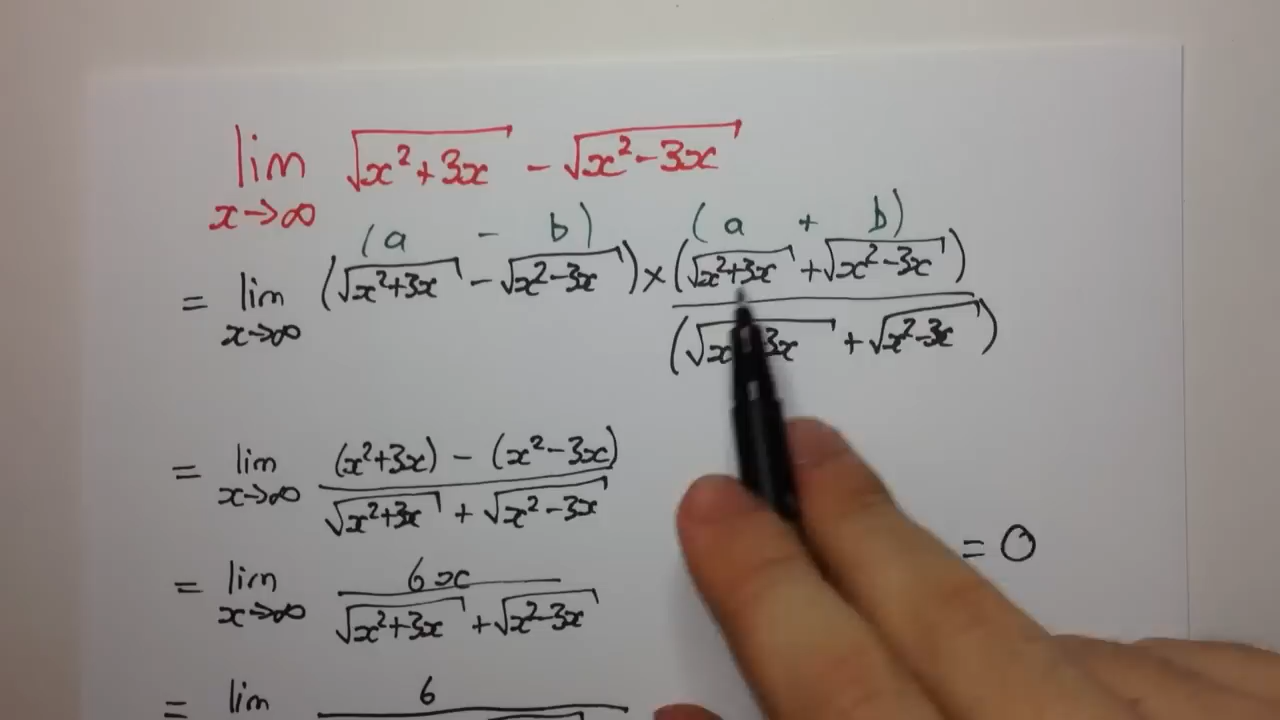 lim √(x²+3x) - √(x²-3x)
x→∞
(a - b) (a + b)
= lim (√(x²+3x) - √(x²-3x)) × (√(x²+3x) + √(x²-3x))
x→∞ (√(x 3x) + √(x²-3x))
= lim (x²+3x) - (x²-3x)
x→∞ √(x²+3x) + √(x²-3x)
= 0
= lim 6x
x→∞ √(x²+3x) + √(x²-3x)
= lim 6